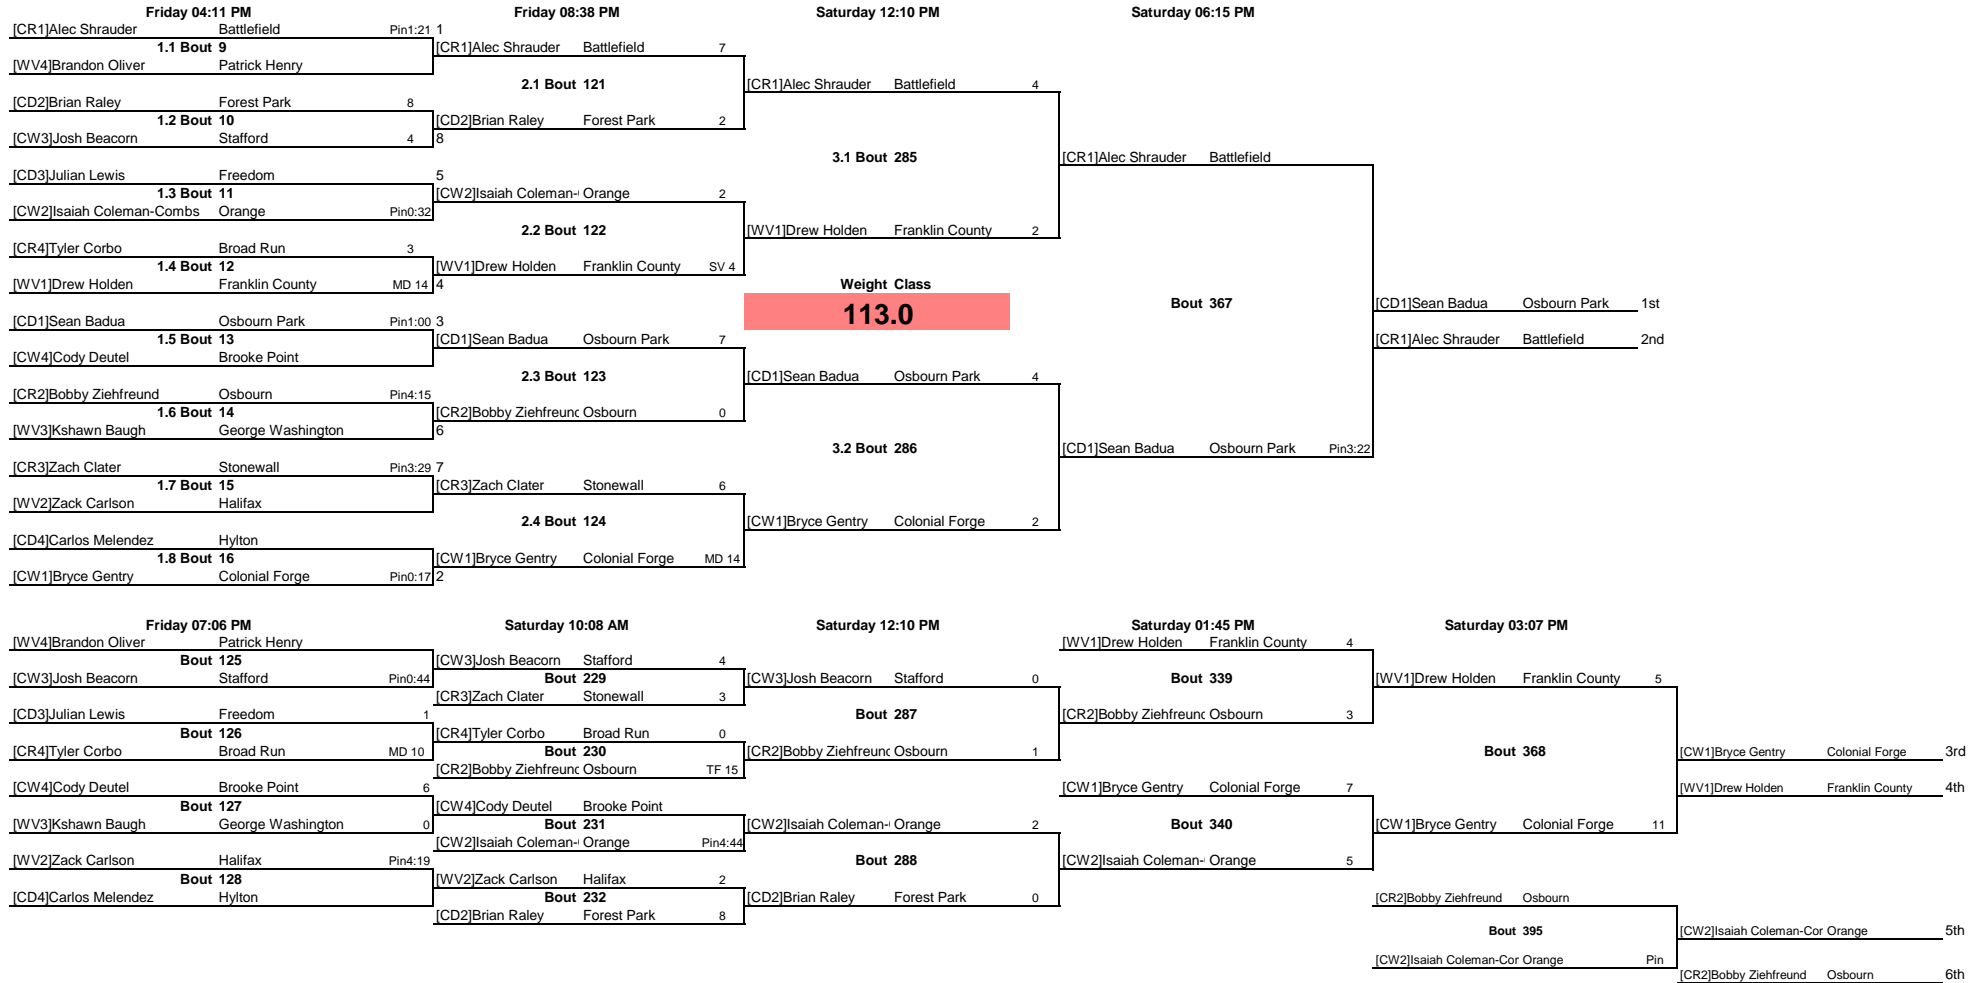 Friday 04:11 PM Friday 08:38 PM Saturday 12:10 PM Saturday 06:15 PM
[CR1]Alec Shrauder Battlefield Pin1:21 1
1.1 Bout 9 [CR1]Alec Shrauder Battlefield 7
[WV4]Brandon Oliver Patrick Henry
2.1 Bout 121 [CR1]Alec Shrauder Battlefield 4
[CD2]Brian Raley Forest Park 8
1.2 Bout 10 [CD2]Brian Raley Forest Park 2
[CW3]Josh Beacorn Stafford 4 8
3.1 Bout 285 [CR1]Alec Shrauder Battlefield
[CD3]Julian Lewis Freedom 5
1.3 Bout 11 [CW2]Isaiah Coleman-( Orange 2
[CW2]Isaiah Coleman-Combs Orange Pin0:32
2.2 Bout 122 [WV1]Drew Holden Franklin County 2
[CR4]Tyler Corbo Broad Run 3
1.4 Bout 12 [WV1]Drew Holden Franklin County SV 4
[WV1]Drew Holden Franklin County MD 14 4 Weight Class
113.0 Bout 367 [CD1]Sean Badua Osbourn Park 1st
[CD1]Sean Badua Osbourn Park Pin1:00 3
1.5 Bout 13 [CD1]Sean Badua Osbourn Park 7 [CR1]Alec Shrauder Battlefield 2nd
[CW4]Cody Deutel Brooke Point
2.3 Bout 123 [CD1]Sean Badua Osbourn Park 4
[CR2]Bobby Ziehfreund Osbourn Pin4:15
1.6 Bout 14 [CR2]Bobby Ziehfreunc Osbourn 0
[WV3]Kshawn Baugh George Washington 6
3.2 Bout 286 [CD1]Sean Badua Osbourn Park Pin3:22
[CR3]Zach Clater Stonewall Pin3:29 7
1.7 Bout 15 [CR3]Zach Clater Stonewall 6
[WV2]Zack Carlson Halifax
2.4 Bout 124 [CW1]Bryce Gentry Colonial Forge 2
[CD4]Carlos Melendez Hylton
1.8 Bout 16 [CW1]Bryce Gentry Colonial Forge MD 14
[CW1]Bryce Gentry Colonial Forge Pin0:17 2
Friday 07:06 PM Saturday 10:08 AM Saturday 12:10 PM Saturday 01:45 PM Saturday 03:07 PM
[WV4]Brandon Oliver Patrick Henry [WV1]Drew Holden Franklin County 4
Bout 125 [CW3]Josh Beacorn Stafford 4
[CW3]Josh Beacorn Stafford Pin0:44 Bout 229 [CW3]Josh Beacorn Stafford 0 Bout 339 [WV1]Drew Holden Franklin County 5
[CR3]Zach Clater Stonewall 3
[CD3]Julian Lewis Freedom 1 Bout 287 [CR2]Bobby Ziehfreunc Osbourn 3
Bout 126 [CR4]Tyler Corbo Broad Run 0
[CR4]Tyler Corbo Broad Run MD 10 Bout 230 [CR2]Bobby Ziehfreunc Osbourn 1 Bout 368 [CW1]Bryce Gentry Colonial Forge 3rd
[CR2]Bobby Ziehfreunc Osbourn TF 15
[CW4]Cody Deutel Brooke Point 6 [CW1]Bryce Gentry Colonial Forge 7 [WV1]Drew Holden Franklin County 4th
Bout 127 [CW4]Cody Deutel Brooke Point
[WV3]Kshawn Baugh George Washington 0 Bout 231 [CW2]Isaiah Coleman-( Orange 2 Bout 340 [CW1]Bryce Gentry Colonial Forge 11
[CW2]Isaiah Coleman-( Orange Pin4:44
[WV2]Zack Carlson Halifax Pin4:19 Bout 288 [CW2]Isaiah Coleman-( Orange 5
Bout 128 [WV2]Zack Carlson Halifax 2
[CD4]Carlos Melendez Hylton Bout 232 [CD2]Brian Raley Forest Park 0 [CR2]Bobby Ziehfreund Osbourn
[CD2]Brian Raley Forest Park 8
Bout 395 [CW2]Isaiah Coleman-Cor Orange 5th
[CW2]Isaiah Coleman-Cor Orange Pin
[CR2]Bobby Ziehfreund Osbourn 6th